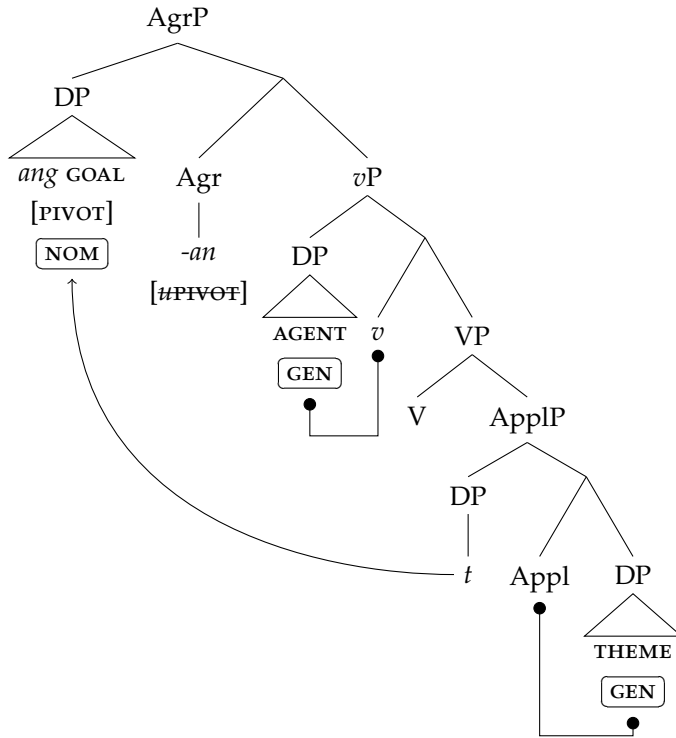 AgrP
DP
ang GOAL
[PIVOT]
NOM
Agr
-an
[uPIVOT]
vP
DP
AGENT
GEN
v
VP
V
ApplP
DP
t
Appl
DP
THEME
GEN